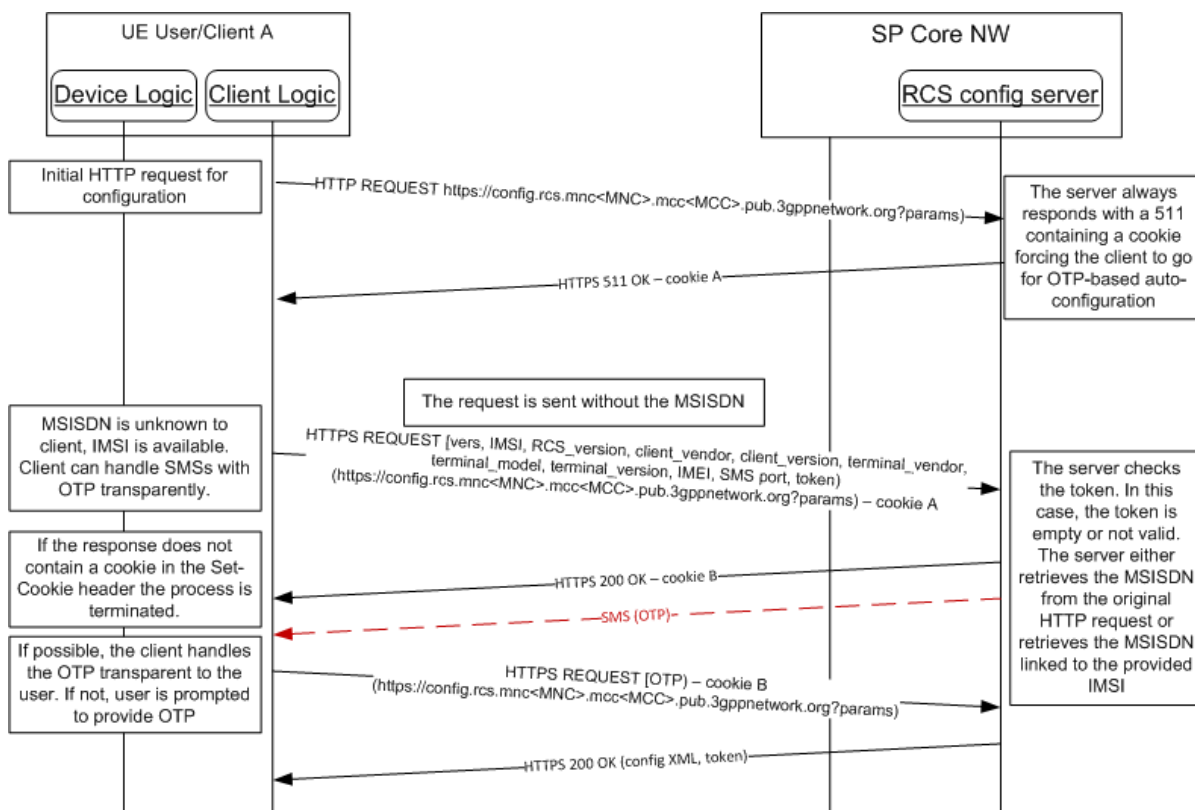 UE User/Client A
SP Core NW
Device Logic
Client Logic
RCS config server
Initial HTTP request for
configuration
HTTP REQUEST https://config.rcs.mnc<MNC>.mcc<MCC>.pub.3gppnetwork.org?params)
The server always
responds with a 511
containing a cookie
forcing the client to go
for OTP-based auto-
configuration
HTTPS 511 OK – cookie A
The request is sent without the MSISDN
MSISDN is unknown to
client, IMSI is available.
Client can handle SMSs with
OTP transparently.
HTTPS REQUEST [vers, IMSI, RCS_version, client_vendor, client_version, terminal_vendor,
terminal_model, terminal_version, IMEI, SMS port, token)
(https://config.rcs.mnc<MNC>.mcc<MCC>.pub.3gppnetwork.org?params) – cookie A
The server checks
the token. In this
case, the token is
empty or not valid.
The server either
retrieves the MSISDN
from the original
HTTP request or
retrieves the MSISDN
linked to the provided
IMSI
If the response does not
contain a cookie in the Set-
Cookie header the process is
terminated.
HTTPS 200 OK – cookie B
SMS (OTP)
If possible, the client handles
the OTP transparent to the
user. If not, user is prompted
to provide OTP
HTTPS REQUEST [OTP) – cookie B
(https://config.rcs.mnc<MNC>.mcc<MCC>.pub.3gppnetwork.org?params)
HTTPS 200 OK (config XML, token)